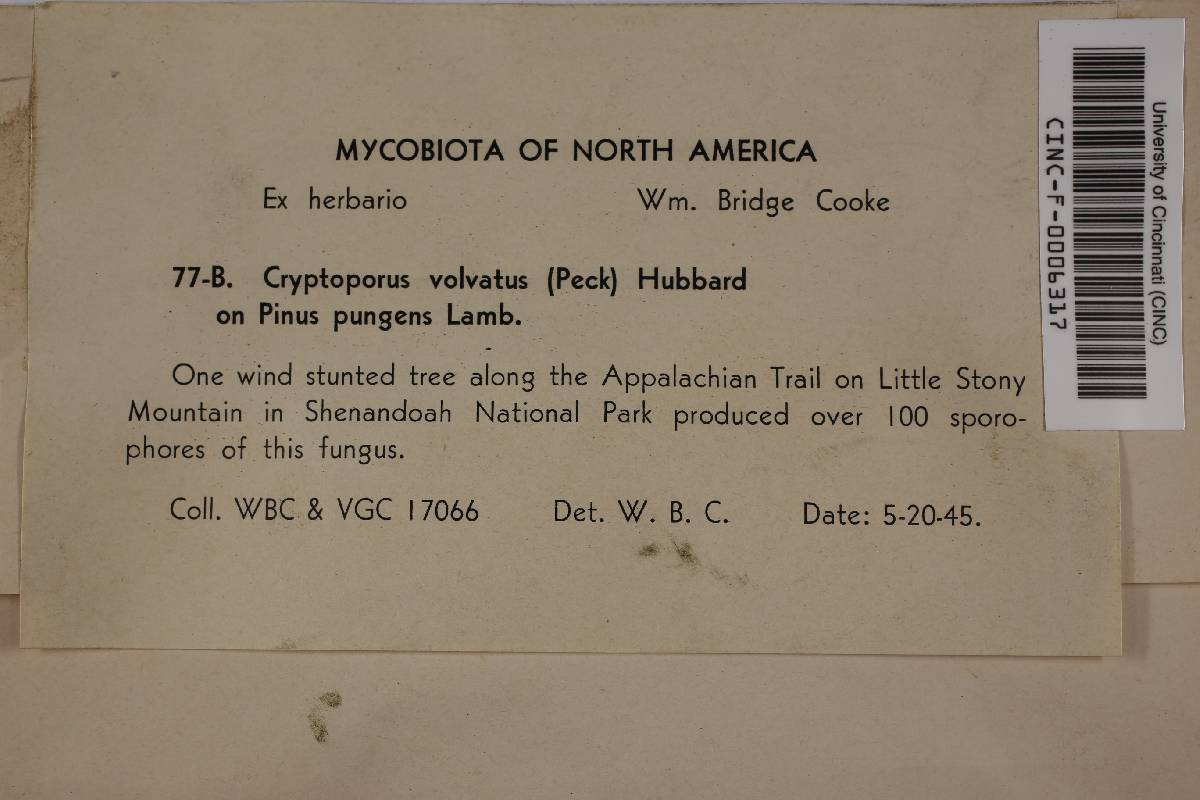 MYCOBIOTA OF NORTH AMERICA
Ex herbario Wm. Bridge Cooke
77-B. Cryptoporus volvatus (Peck) Hubbard
on Pinus pungens Lamb.
One wind stunted tree along the Appalachian Trail on Little Stony
Mountain in Shenandoah National Park produced over 100 sporo-
phores of this fungus.
Coll. WBC & VGC 17066 Det. W. B. C. Date: 5-20-45.
University of Cincinnati (CINC)
CINC-F-0006317